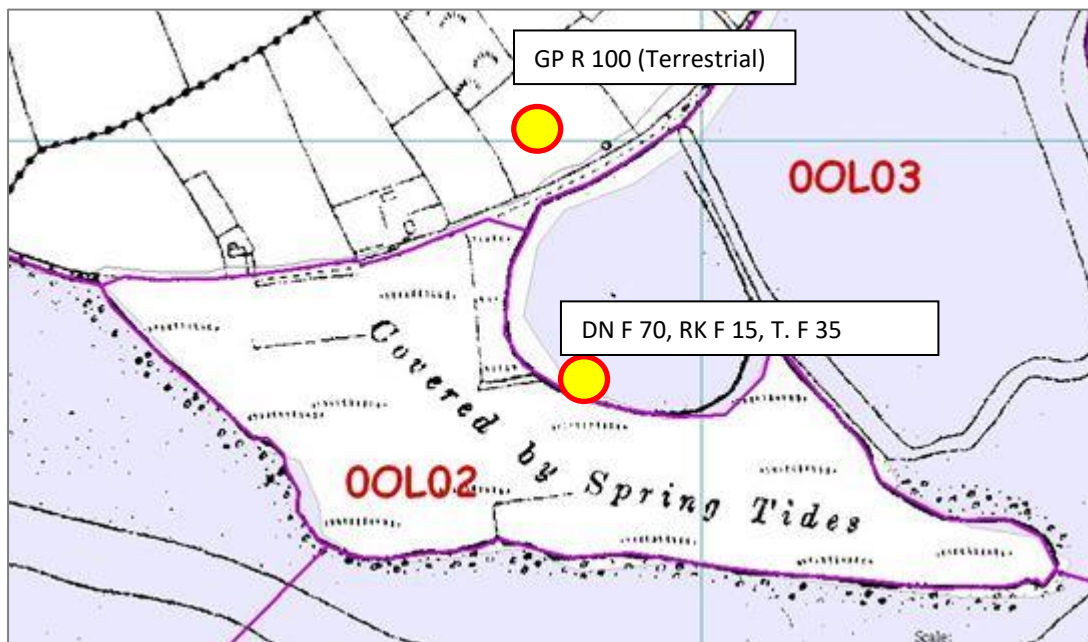 GP R 100 (Terrestrial)
0OL03
DN F 70, RK F 15, T. F 35
Covered by Spring Tides
0OL02
Scale: